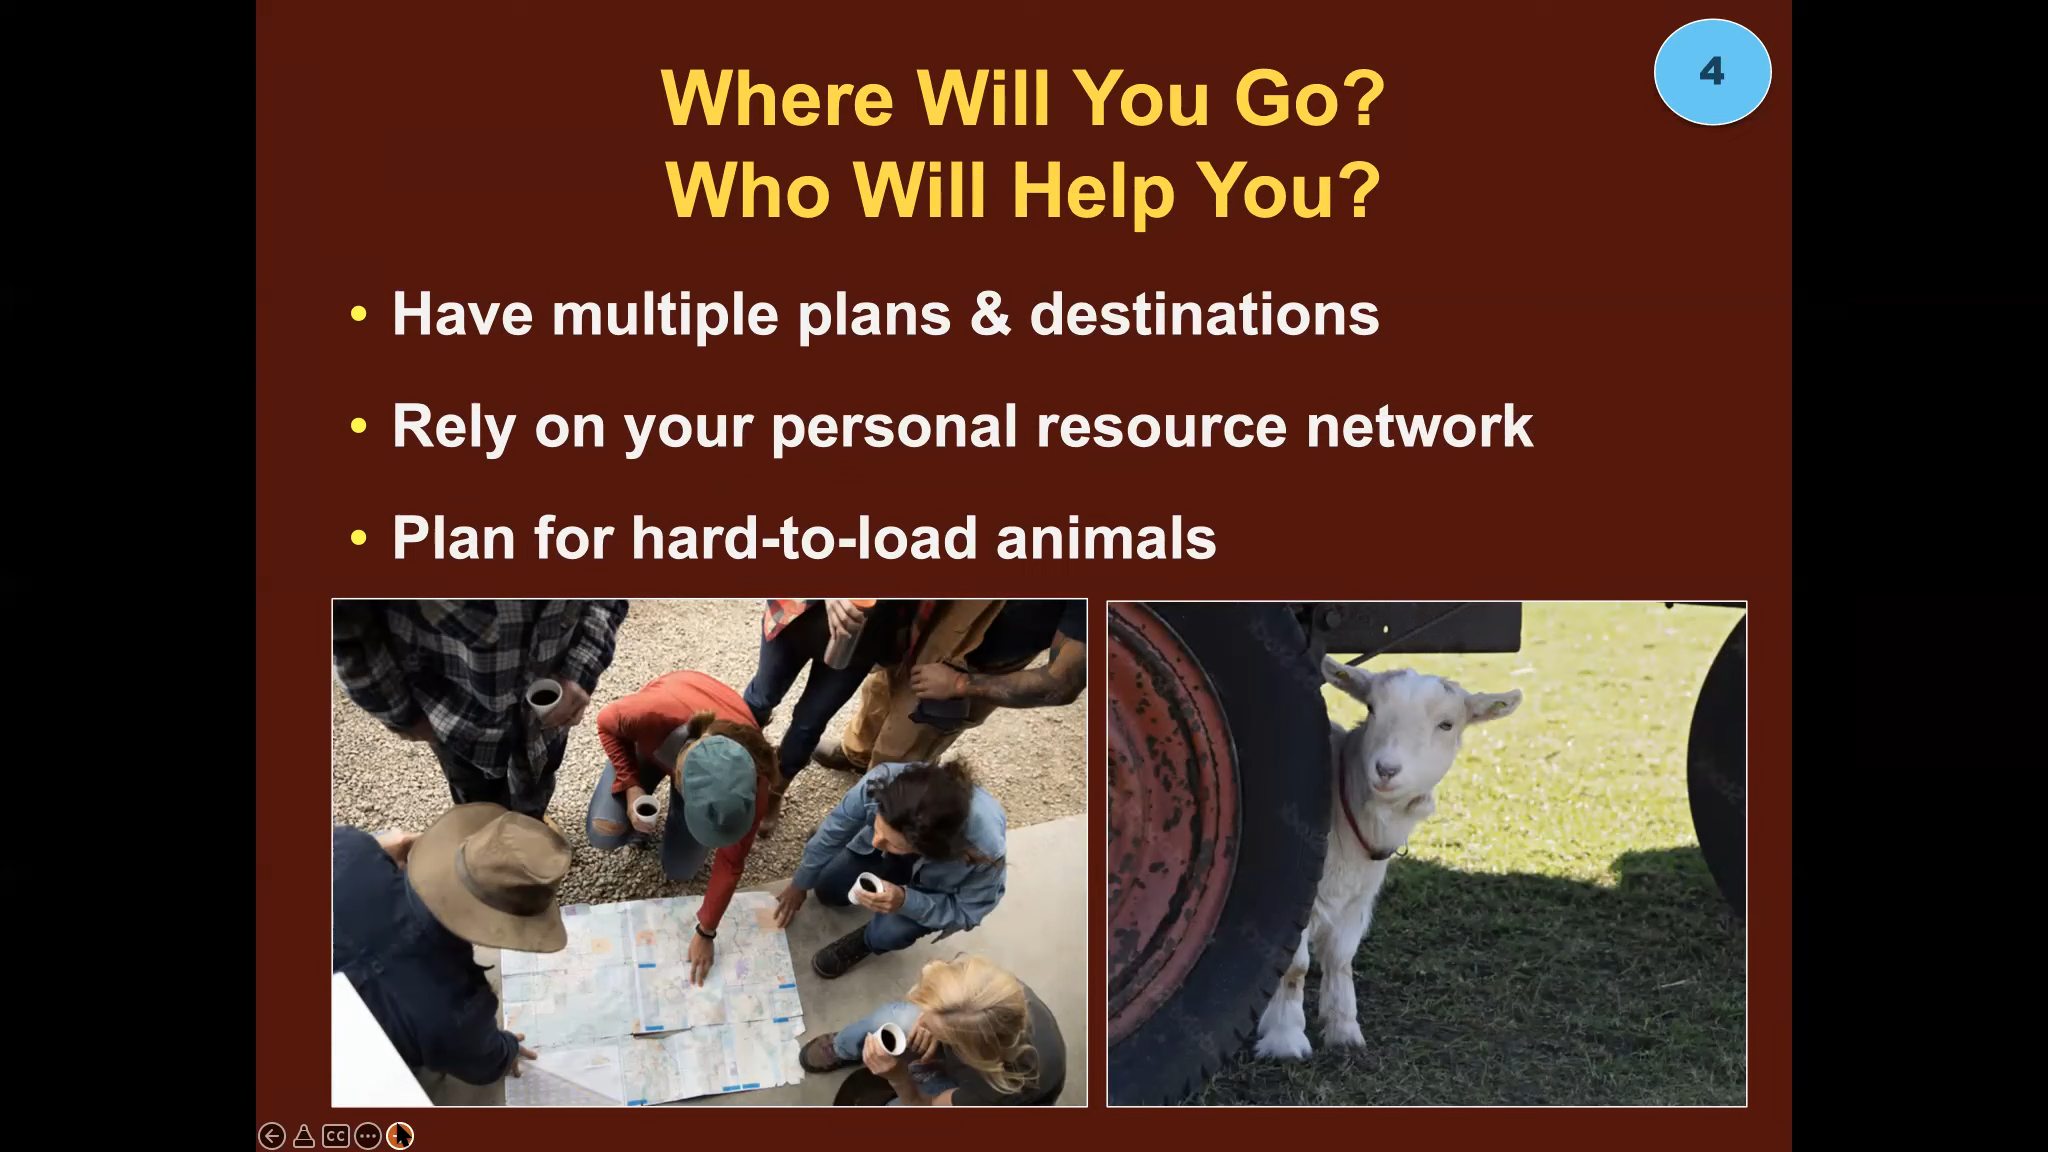 4
Where Will You Go?
Who Will Help You?
• Have multiple plans & destinations
• Rely on your personal resource network
• Plan for hard-to-load animals
CC